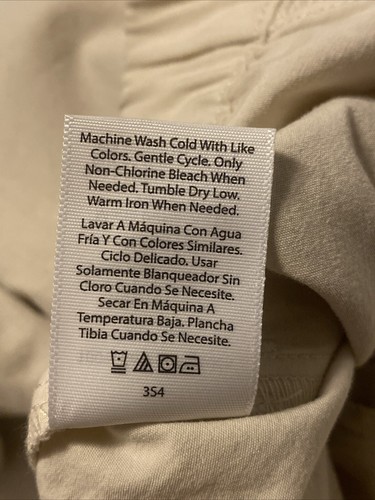 Machine Wash Cold With Like
Colors. Gentle Cycle. Only
Non-Chlorine Bleach When
Needed. Tumble Dry Low.
Warm Iron When Needed.
Lavar A Máquina Con Agua
Fría Y Con Colores Similares.
Ciclo Delicado. Usar
Solamente Blanqueador Sin
Cloro Cuando Se Necesite.
Secar En Máquina A
Temperatura Baja. Plancha
Tibia Cuando Se Necesite.
3S4